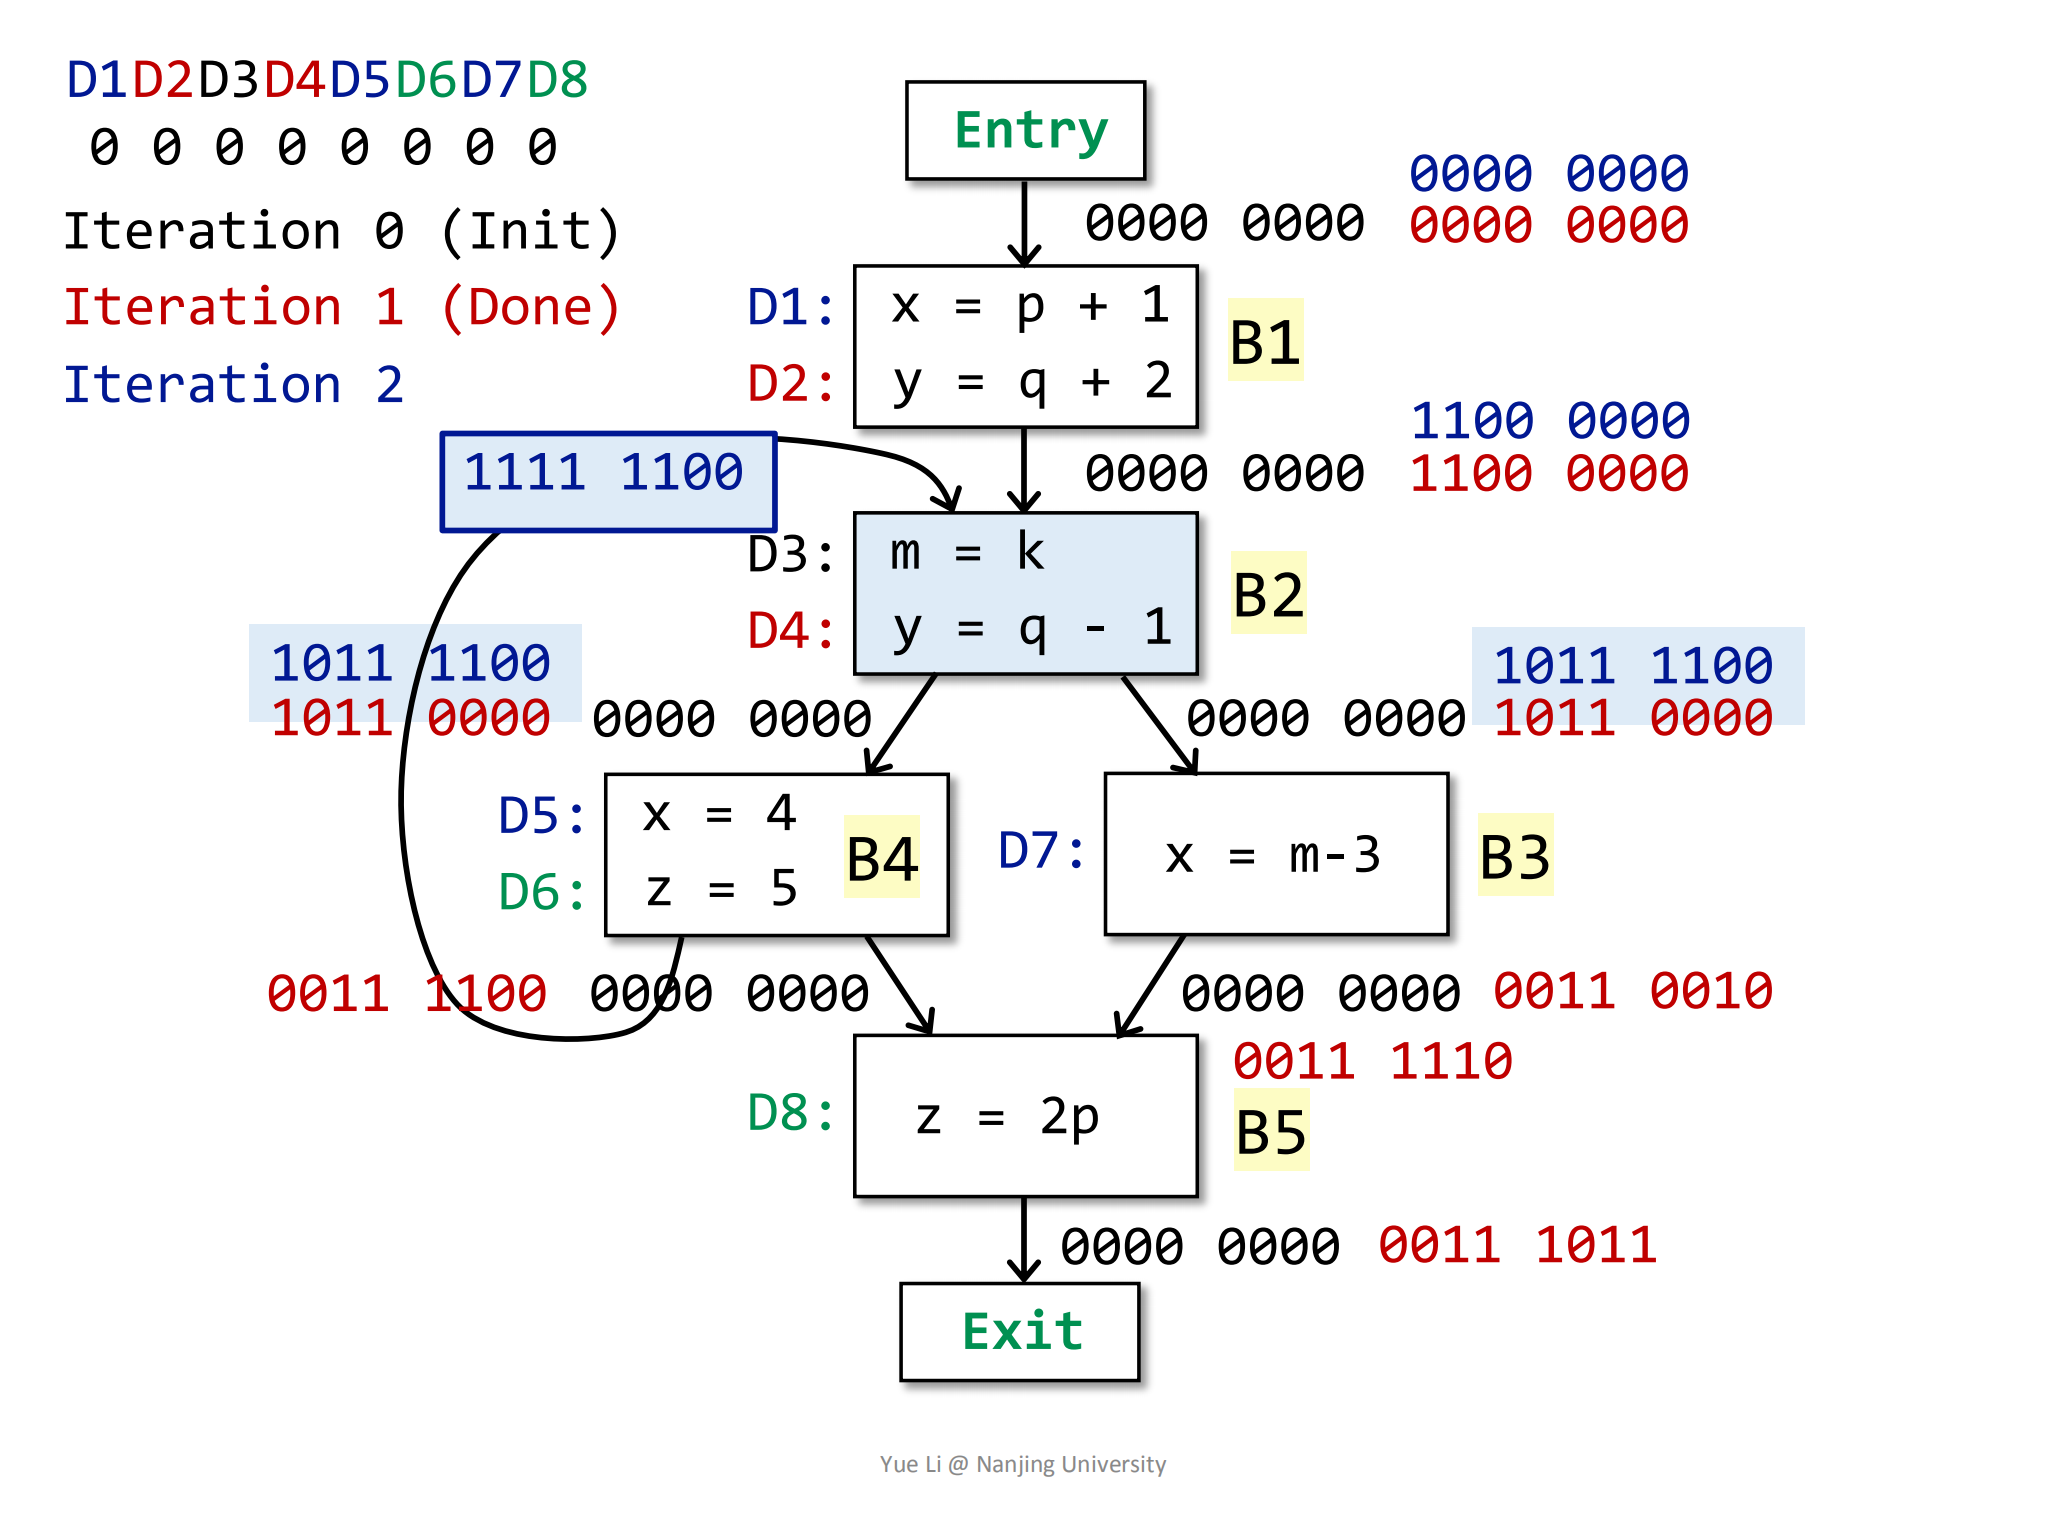 D1D2D3D4D5D6D7D8
0 0 0 0 0 0 0 0
Iteration 0 (Init)
Iteration 1 (Done)
Iteration 2
Entry
0000 0000
0000 0000 0000 0000
D1: x = p + 1
B1
D2: y = q + 2
1100 0000
1111 1100
0000 0000 1100 0000
D3: m = k
B2
D4: y = q - 1
1011 1100
1011 1100
1011 0000 0000 0000
0000 0000 1011 0000
D5: x = 4
B4
D6: z = 5
D7: x = m-3
B3
0011 1100 0000 0000
0000 0000 0011 0010
0011 1110
D8: z = 2p
B5
0000 0000 0011 1011
Exit
Yue Li @ Nanjing University